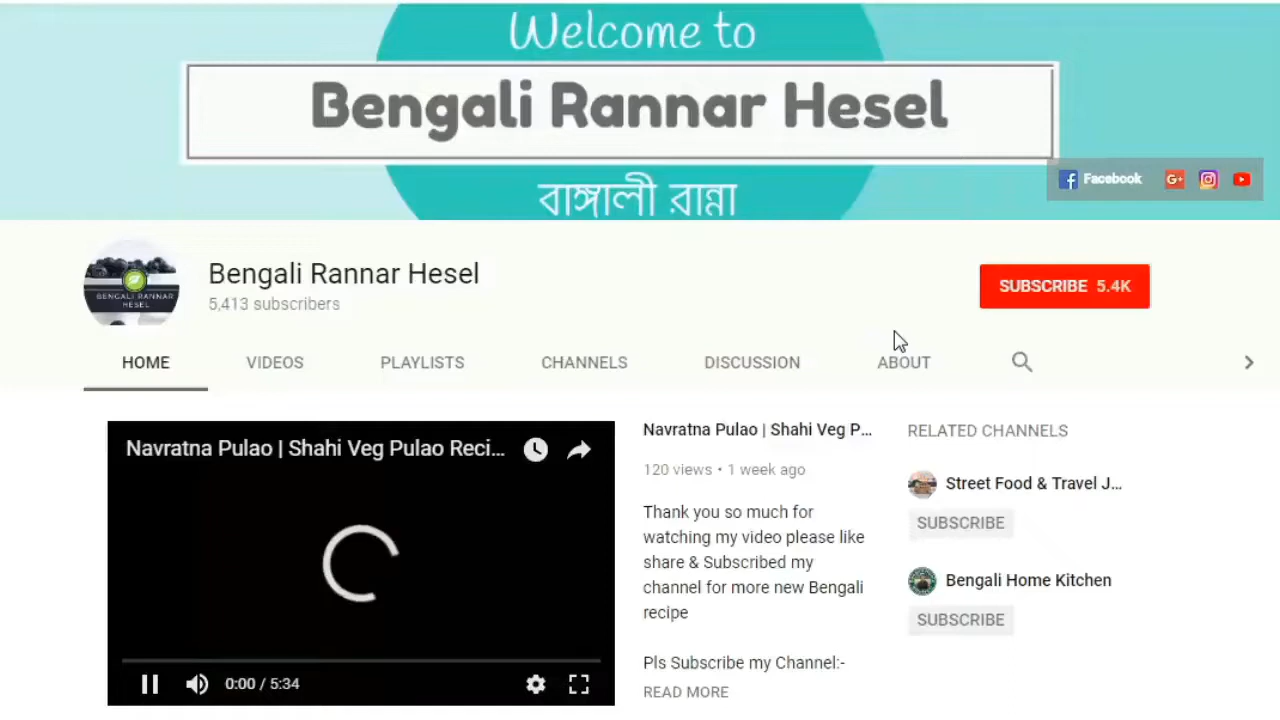 Welcome to
Bengali Rannar Hesel
বাঙ্গালী রান্না
Facebook
G+
BENGALI RANNAR
HESEL
Bengali Rannar Hesel
5,413 subscribers
SUBSCRIBE 5.4K
HOME VIDEOS PLAYLISTS CHANNELS DISCUSSION ABOUT
Navratna Pulao | Shahi Veg Pulao Reci...
0:00 / 5:34
Navratna Pulao | Shahi Veg P...
120 views • 1 week ago
Thank you so much for
watching my video please like
share & Subscribed my
channel for more new Bengali
recipe
Pls Subscribe my Channel:-
READ MORE
RELATED CHANNELS
Street Food & Travel J...
SUBSCRIBE
Bengali Home Kitchen
SUBSCRIBE